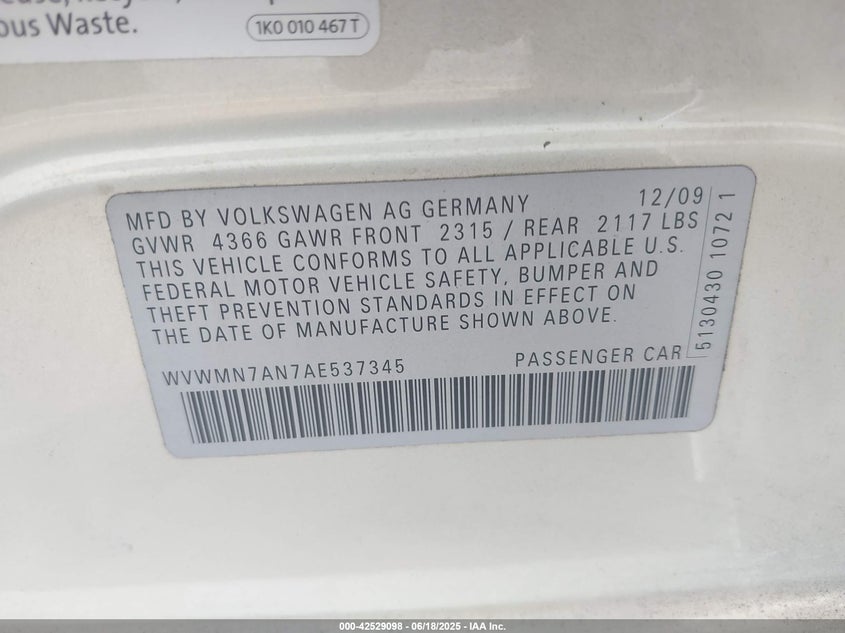 ous Waste.
1K0 010 467 T
MFD BY VOLKSWAGEN AG GERMANY 12/09
GVWR 4366 GAWR FRONT 2315 / REAR 2117 LBS
THIS VEHICLE CONFORMS TO ALL APPLICABLE U.S.
FEDERAL MOTOR VEHICLE SAFETY, BUMPER AND
THEFT PREVENTION STANDARDS IN EFFECT ON
THE DATE OF MANUFACTURE SHOWN ABOVE.
WVWMN7AN7AE537345 PASSENGER CAR
5130430 1072 1
000-42529098 - 06/18/2025 - IAA Inc.